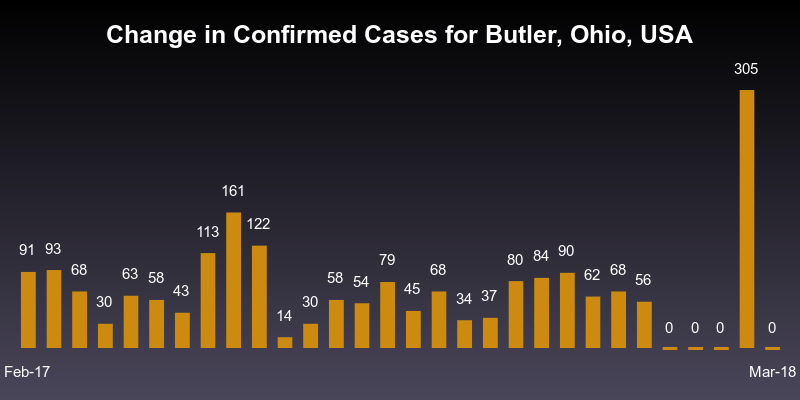 Change in Confirmed Cases for Butler, Ohio, USA
91 93 68 30 63 58 43 113 161 122 14 30 58 54 79 45 68 34 37 80 84 90 62 68 56 0 0 0 305 0
Feb-17 Mar-18